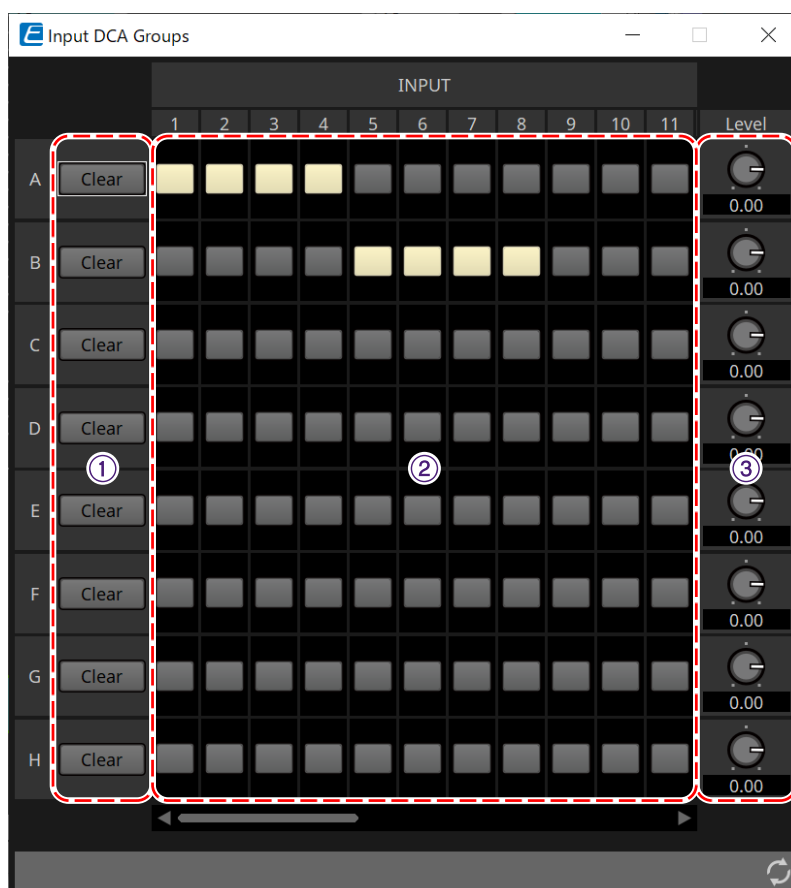 Input DCA Groups
INPUT
1 2 3 4 5 6 7 8 9 10 11 Level
A Clear 0.00
B Clear 0.00
C Clear 0.00
D Clear
① ② ③
E Clear 0.00
F Clear 0.00
G Clear 0.00
H Clear 0.00